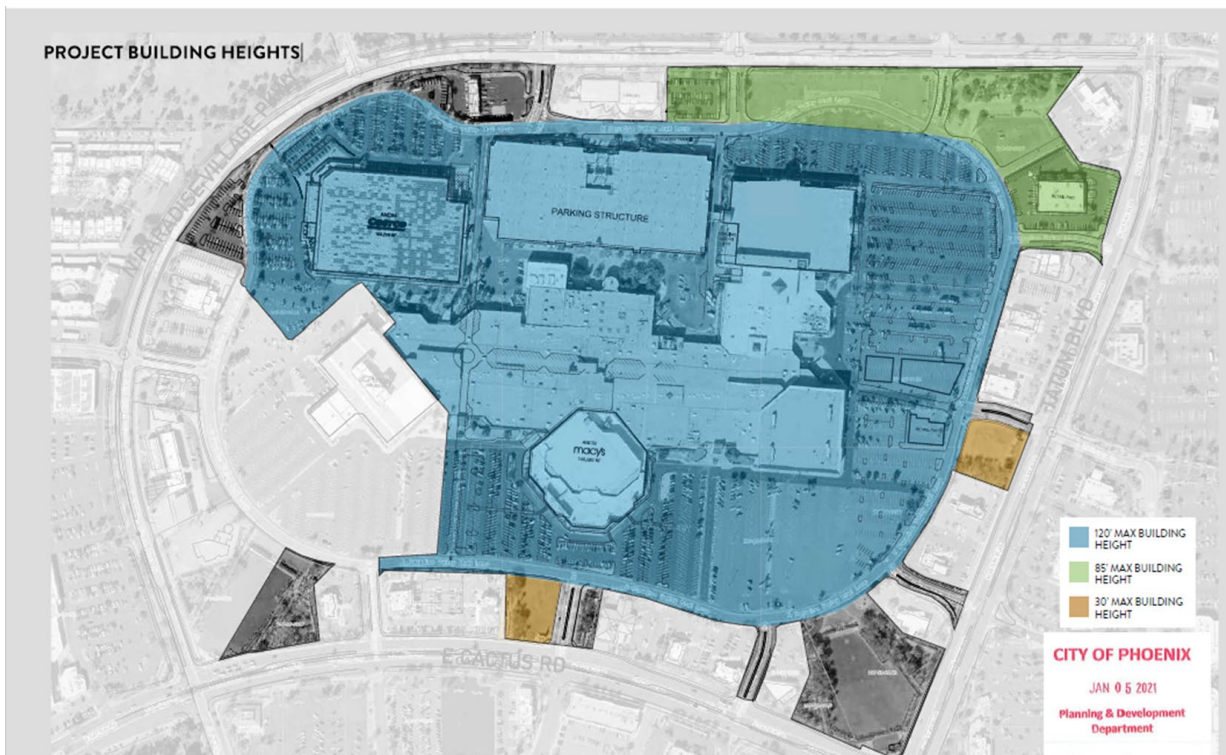 PROJECT BUILDING HEIGHTS
N PARADISE VILLAGE PKWY
PARKING STRUCTURE
COSTCO
macy's
TATUM BLVD
E CACTUS RD
120' MAX BUILDING
HEIGHT
85' MAX BUILDING
HEIGHT
30' MAX BUILDING
HEIGHT
CITY OF PHOENIX
JAN 0 5 2021
Planning & Development
Department